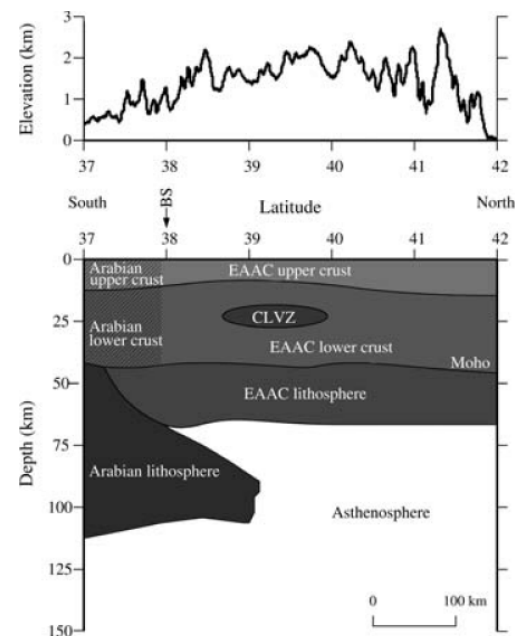 3
2
1
0
Elevation (km)
37 38 39 40 41 42
South BS Latitude North
37 38 39 40 41 42
0
25
50
75
100
125
150
Depth (km)
Arabian
upper crust
EAAC upper crust
CLVZ
Arabian
lower crust
EAAC lower crust
Moho
EAAC lithosphere
Arabian lithosphere
Asthenosphere
0 100 km